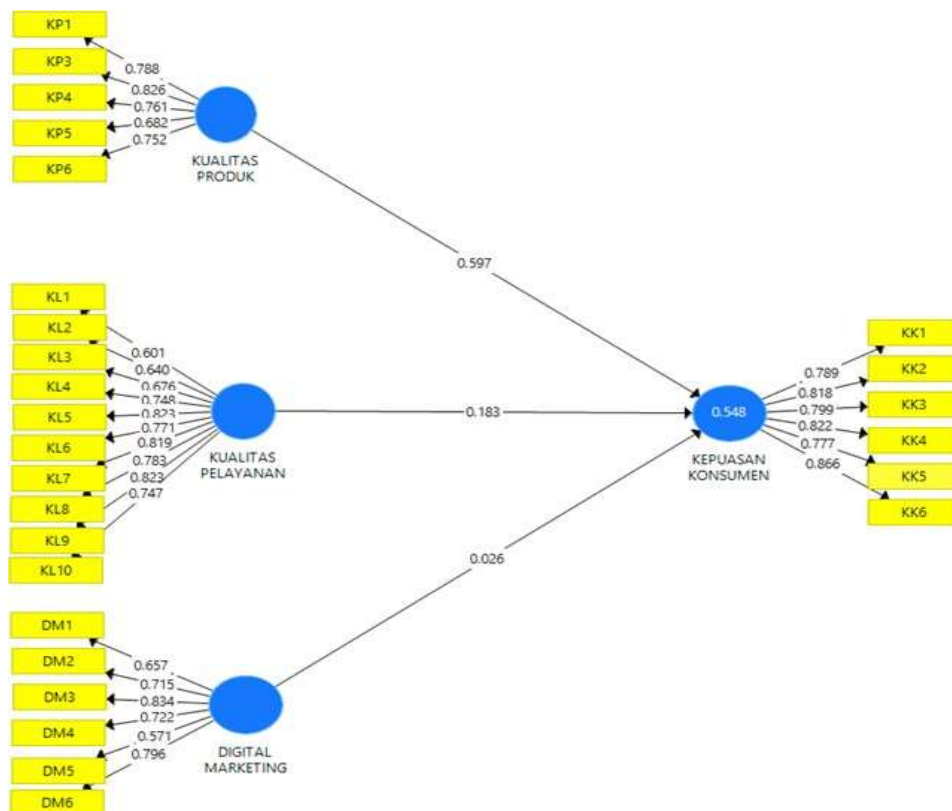 KP1
KP3
KP4
KP5
KP6
0.788
0.826
0.761
0.682
0.752
KUALITAS
PRODUK
0.597
KL1
KL2
KL3
KL4
KL5
KL6
KL7
KL8
KL9
KL10
0.601
0.640
0.676
0.748
0.823
0.771
0.819
0.783
0.823
0.747
KUALITAS
PELAYANAN
0.183
DM1
DM2
DM3
DM4
DM5
DM6
0.657
0.715
0.834
0.722
0.571
0.796
DIGITAL
MARKETING
0.026
0.548
KEPUASAN
KONSUMEN
0.789
0.818
0.799
0.822
0.777
0.866
KK1
KK2
KK3
KK4
KK5
KK6